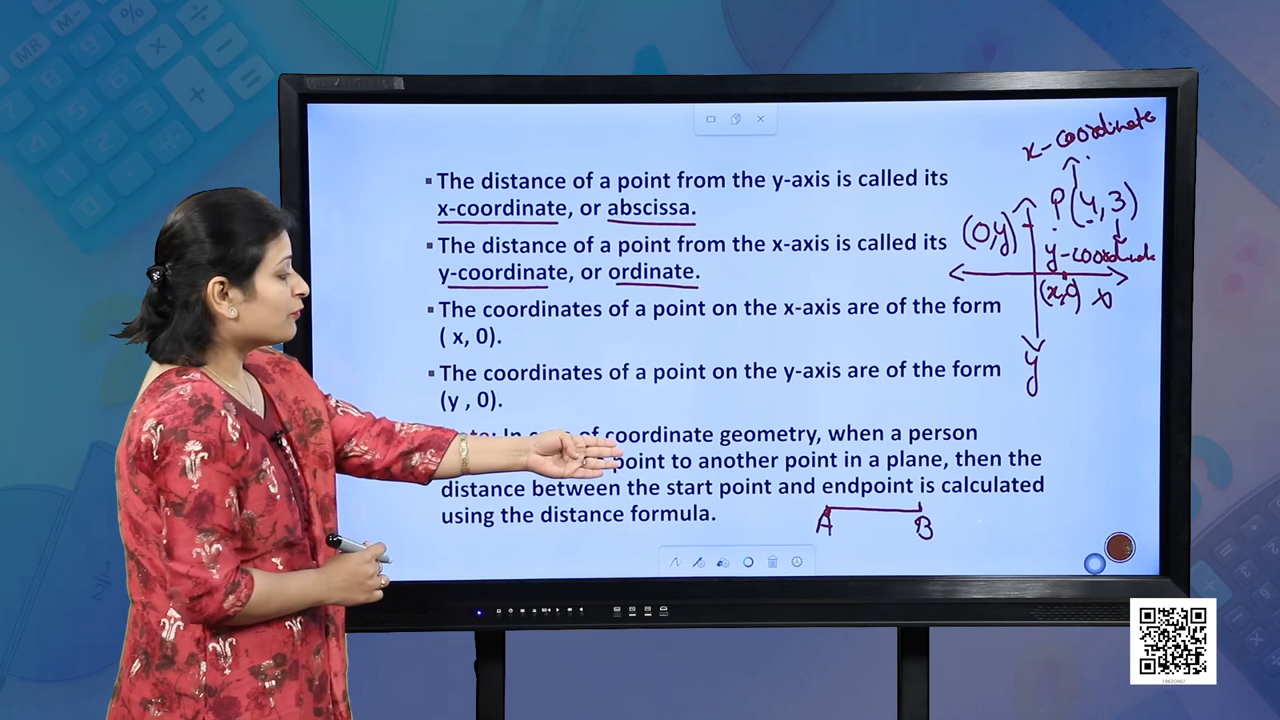 ▪ The distance of a point from the y-axis is called its
x-coordinate, or abscissa.
▪ The distance of a point from the x-axis is called its
y-coordinate, or ordinate.
▪ The coordinates of a point on the x-axis are of the form
( x, 0).
▪ The coordinates of a point on the y-axis are of the form
(y , 0).
In of coordinate geometry, when a person
point to another point in a plane, then the
distance between the start point and endpoint is calculated
using the distance formula.
A B
x-coordinate
P(4,3)
(0,y)
y-coordinate
(x,0)
y
MR M- % ÷